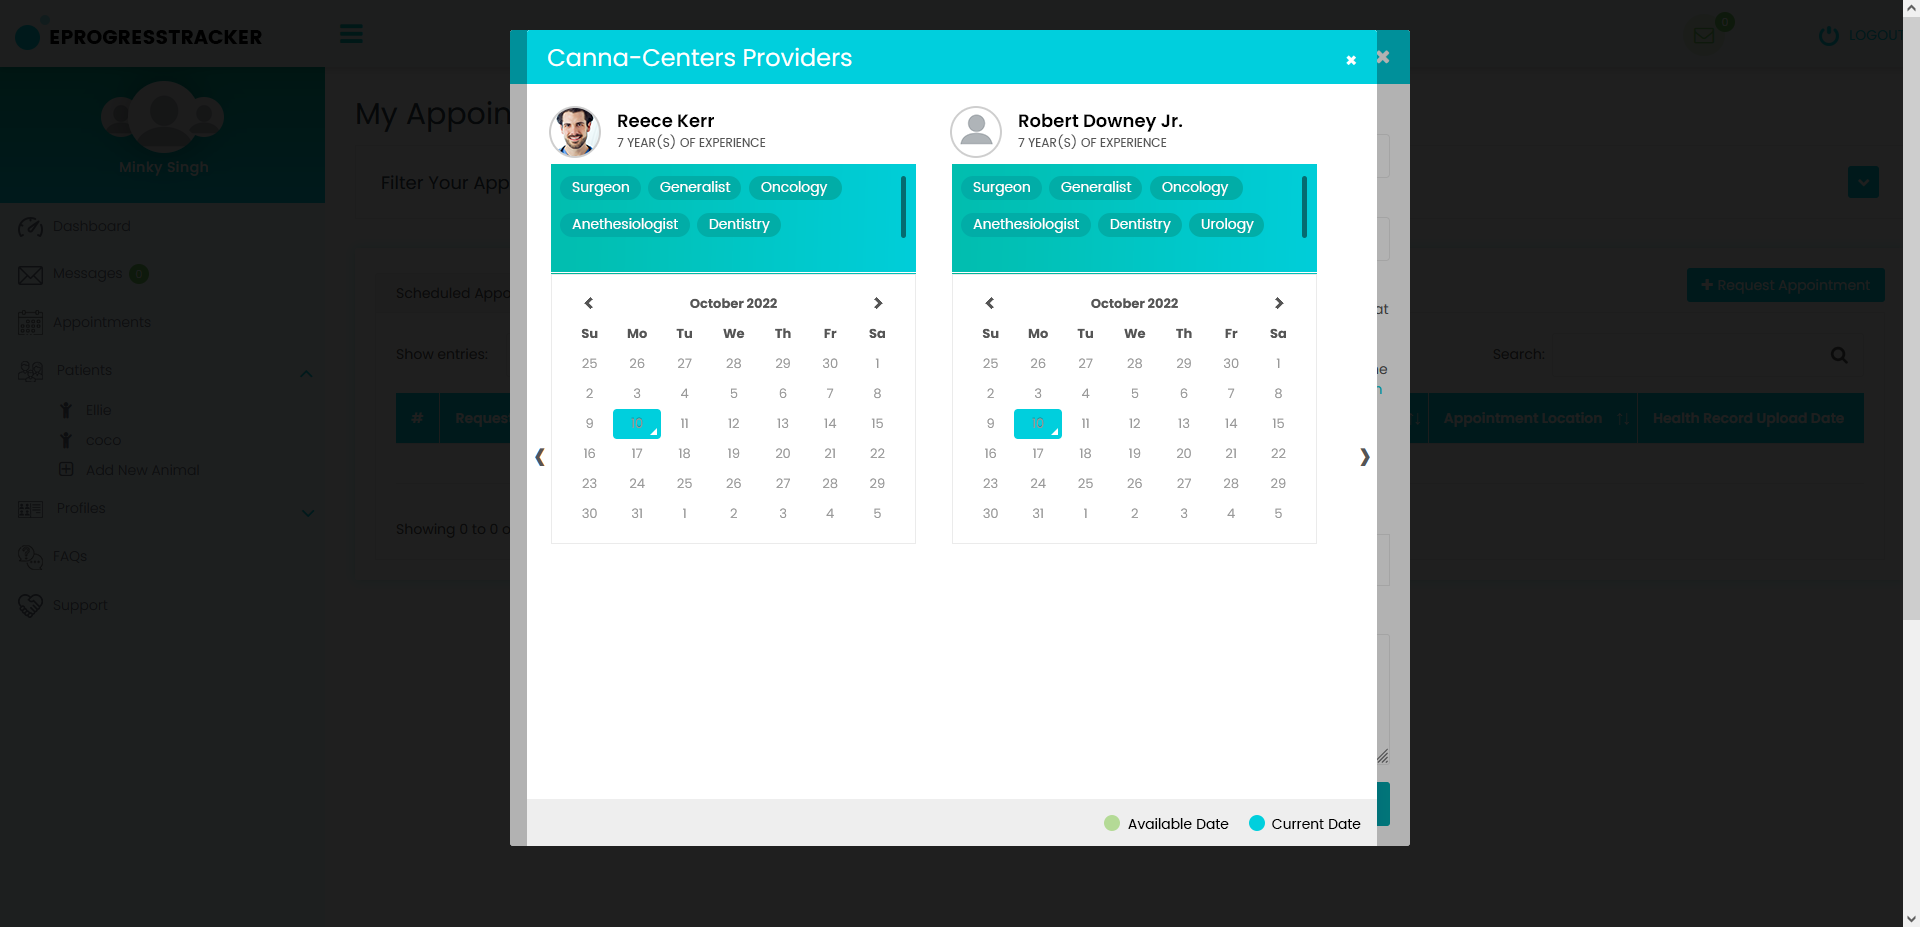 EPROGRESSTRACKER
0
LOGOUT
Minky Singh
Dashboard
Messages 0
Appointments
Patients
Ellie
coco
Add New Animal
Profiles
FAQs
Support
My Appoin
Filter Your App
Scheduled Appo
Request Appointment
Show entries:
Search:
# Reques
Appointment Location
Health Record Upload Date
Showing 0 to 0 o
at
ne
n
Canna-Centers Providers
Reece Kerr
7 YEAR(S) OF EXPERIENCE
Surgeon Generalist Oncology
Anethesiologist Dentistry
October 2022
Su Mo Tu We Th Fr Sa
25 26 27 28 29 30 1
2 3 4 5 6 7 8
9 10 11 12 13 14 15
16 17 18 19 20 21 22
23 24 25 26 27 28 29
30 31 1 2 3 4 5
Robert Downey Jr.
7 YEAR(S) OF EXPERIENCE
Surgeon Generalist Oncology
Anethesiologist Dentistry Urology
October 2022
Su Mo Tu We Th Fr Sa
25 26 27 28 29 30 1
2 3 4 5 6 7 8
9 10 11 12 13 14 15
16 17 18 19 20 21 22
23 24 25 26 27 28 29
30 31 1 2 3 4 5
Available Date
Current Date